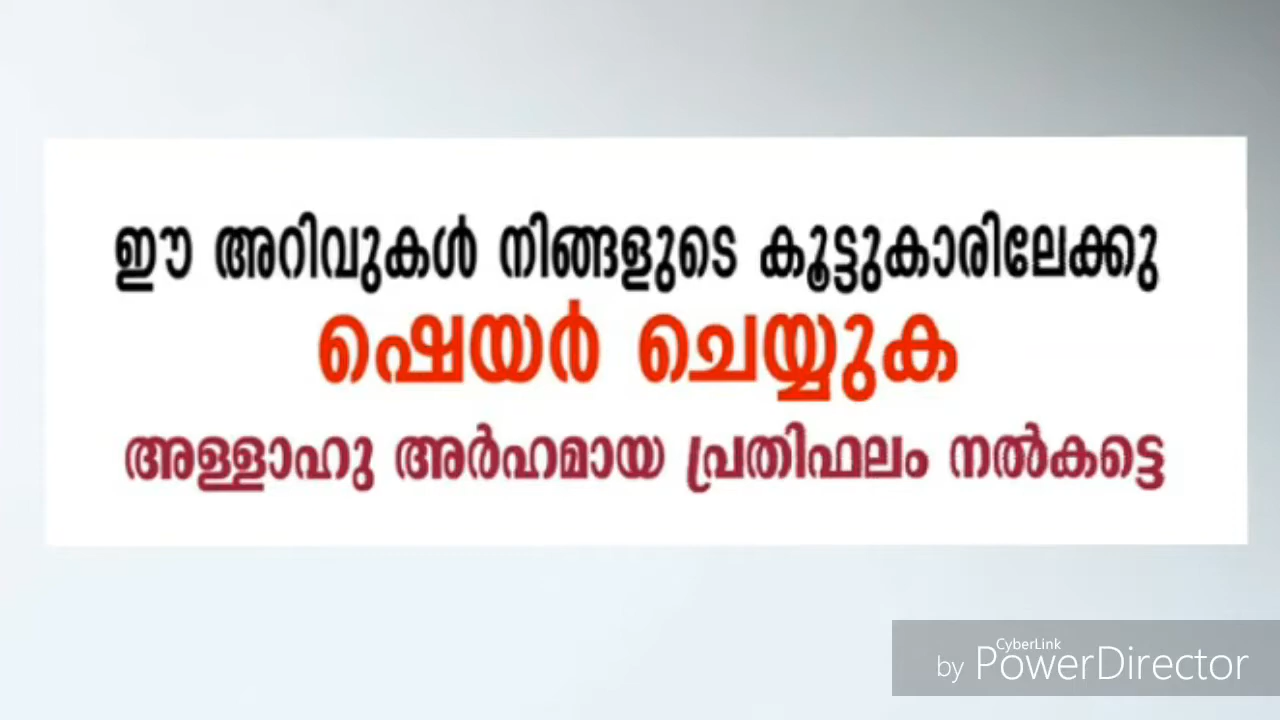 ഈ അറിവുകൾ നിങ്ങളുടെ കൂട്ടുകാരിലേക്കു
ഷെയർ ചെയ്യുക
അള്ളാഹു അർഹമായ പ്രതിഫലം നൽകട്ടെ
CyberLink
by PowerDirector